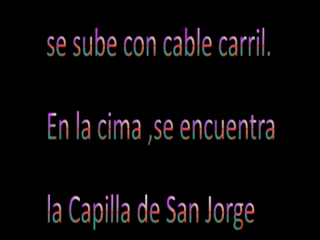 se sube con cable carril.
En la cima ,se encuentra
la Capilla de San Jorge